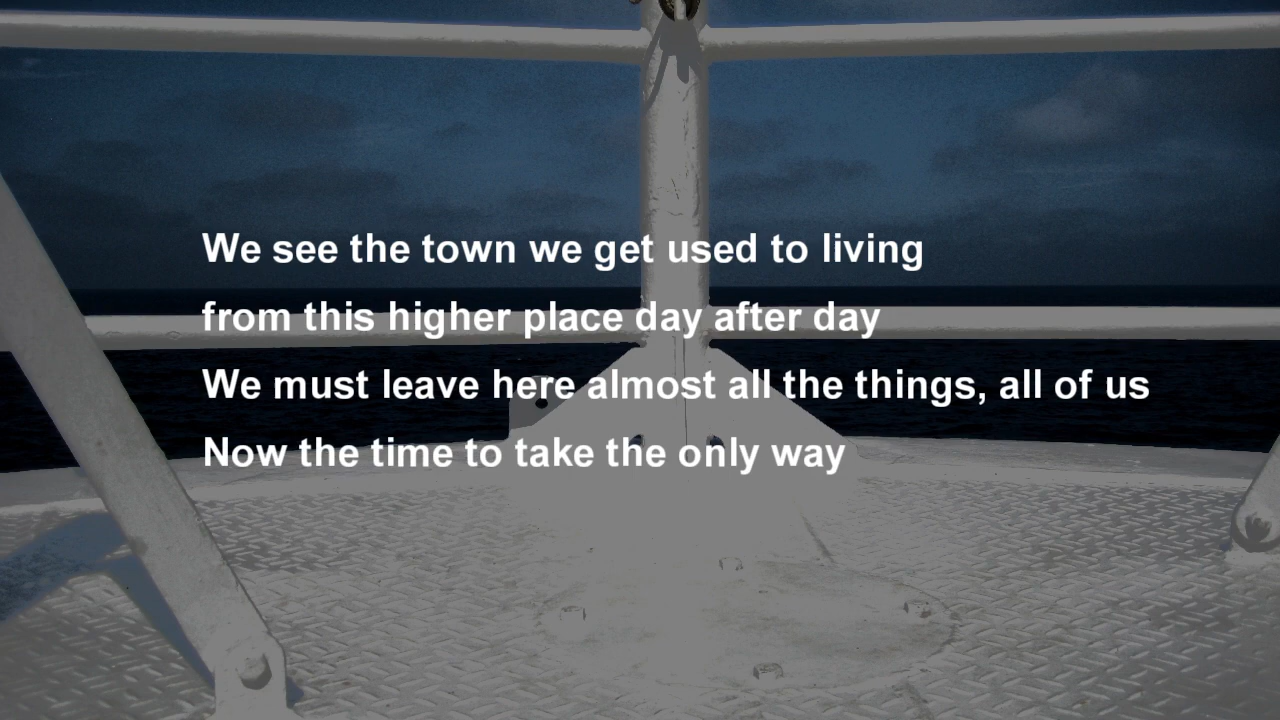 We see the town we get used to living
from this higher place day after day
We must leave here almost all the things, all of us
Now the time to take the only way